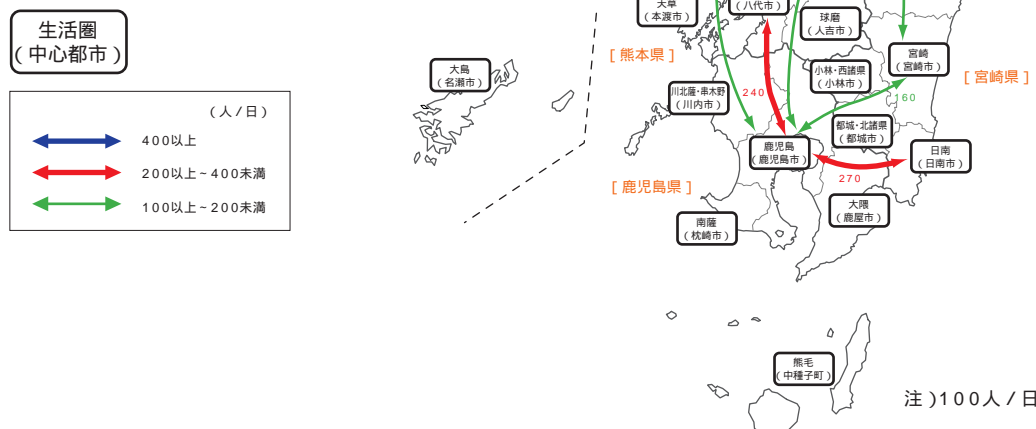 生活圏
(中心都市)
(人/日)
400以上
200以上~400未満
100以上~200未満
大島
(名瀬市)
天草
(本渡市)
(八代市)
球磨
(人吉市)
[熊本県]
宮崎
(宮崎市)
[宮崎県]
小林・西諸県
(小林市)
川北薩・串木野
(川内市)
240
160
都城・北諸県
(都城市)
鹿児島
(鹿児島市)
日南
(日南市)
270
[鹿児島県]
大隈
(鹿屋市)
南薩
(枕崎市)
熊毛
(中種子町)
注)100人/日